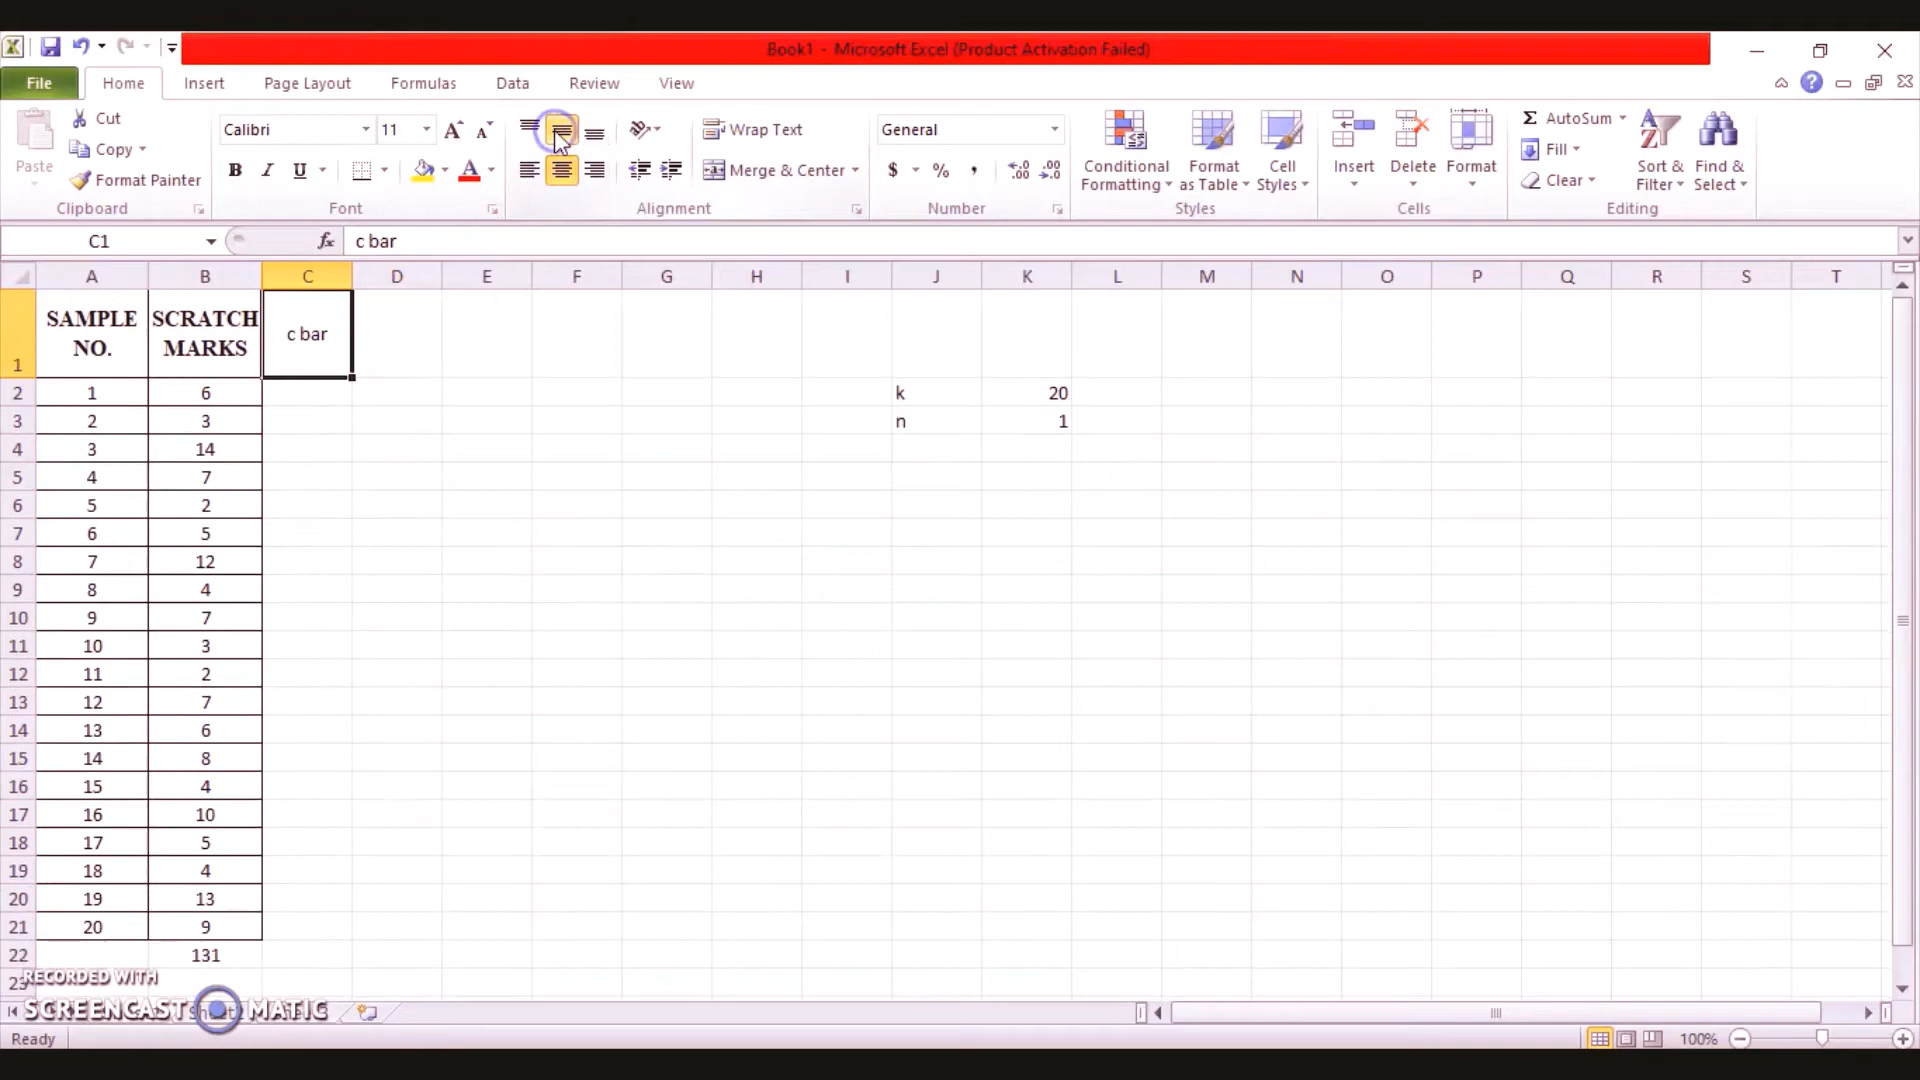 Book1 - Microsoft Excel (Product Activation Failed)
File Home Insert Page Layout Formulas Data Review View
Paste
Cut
Copy
Format Painter
Clipboard
Calibri 11
B I U
Font
Wrap Text
Merge & Center
Alignment
General
$ % ,
Number
Conditional Formatting
Format as Table
Cell Styles
Styles
Insert
Delete
Format
Cells
Σ AutoSum
Fill
Clear
Sort & Filter
Find & Select
Editing
C1 fx c bar
A B C D E F G H I J K L M N O P Q R S T
1 SAMPLE NO. SCRATCH MARKS c bar
2 1 6 k 20
3 2 3 n 1
4 3 14
5 4 7
6 5 2
7 6 5
8 7 12
9 8 4
10 9 7
11 10 3
12 11 2
13 12 7
14 13 6
15 14 8
16 15 4
17 16 10
18 17 5
19 18 4
20 19 13
21 20 9
22 131
23
RECORDED WITH
SCREENCAST MATIC
Ready 100%